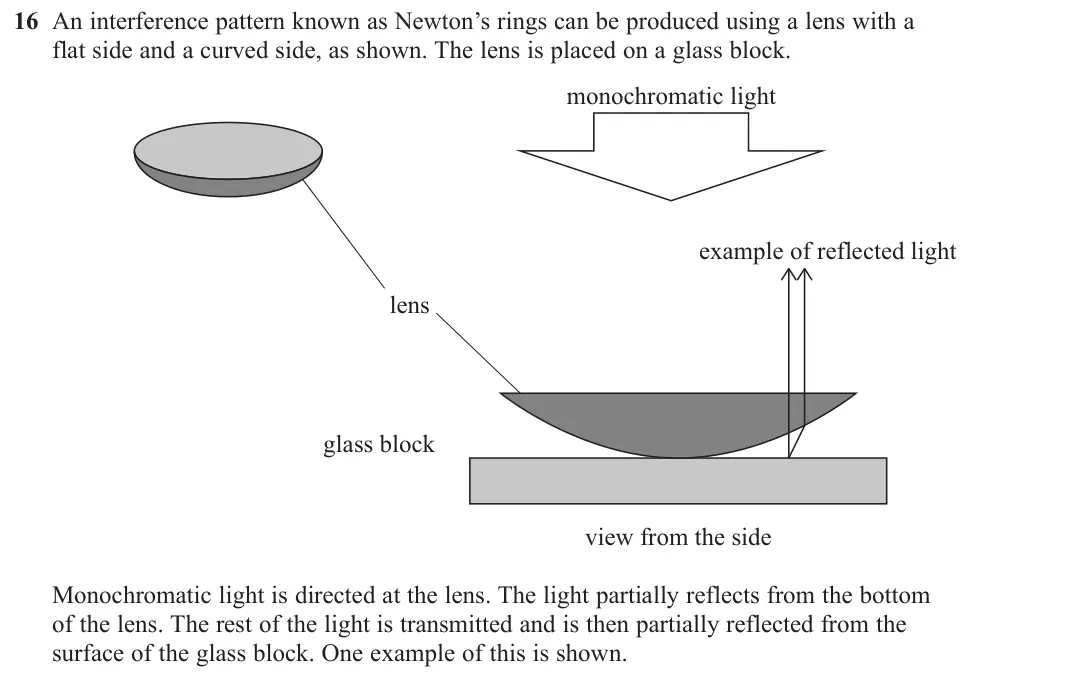 16 An interference pattern known as Newton’s rings can be produced using a lens with a
flat side and a curved side, as shown. The lens is placed on a glass block.
monochromatic light
example of reflected light
lens
glass block
view from the side
Monochromatic light is directed at the lens. The light partially reflects from the bottom
of the lens. The rest of the light is transmitted and is then partially reflected from the
surface of the glass block. One example of this is shown.